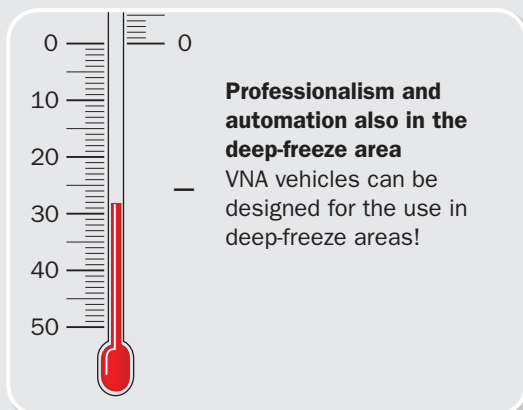 0
0
10
20
–
30
40
50
Professionalism and
automation also in the
deep-freeze area
VNA vehicles can be
designed for the use in
deep-freeze areas!